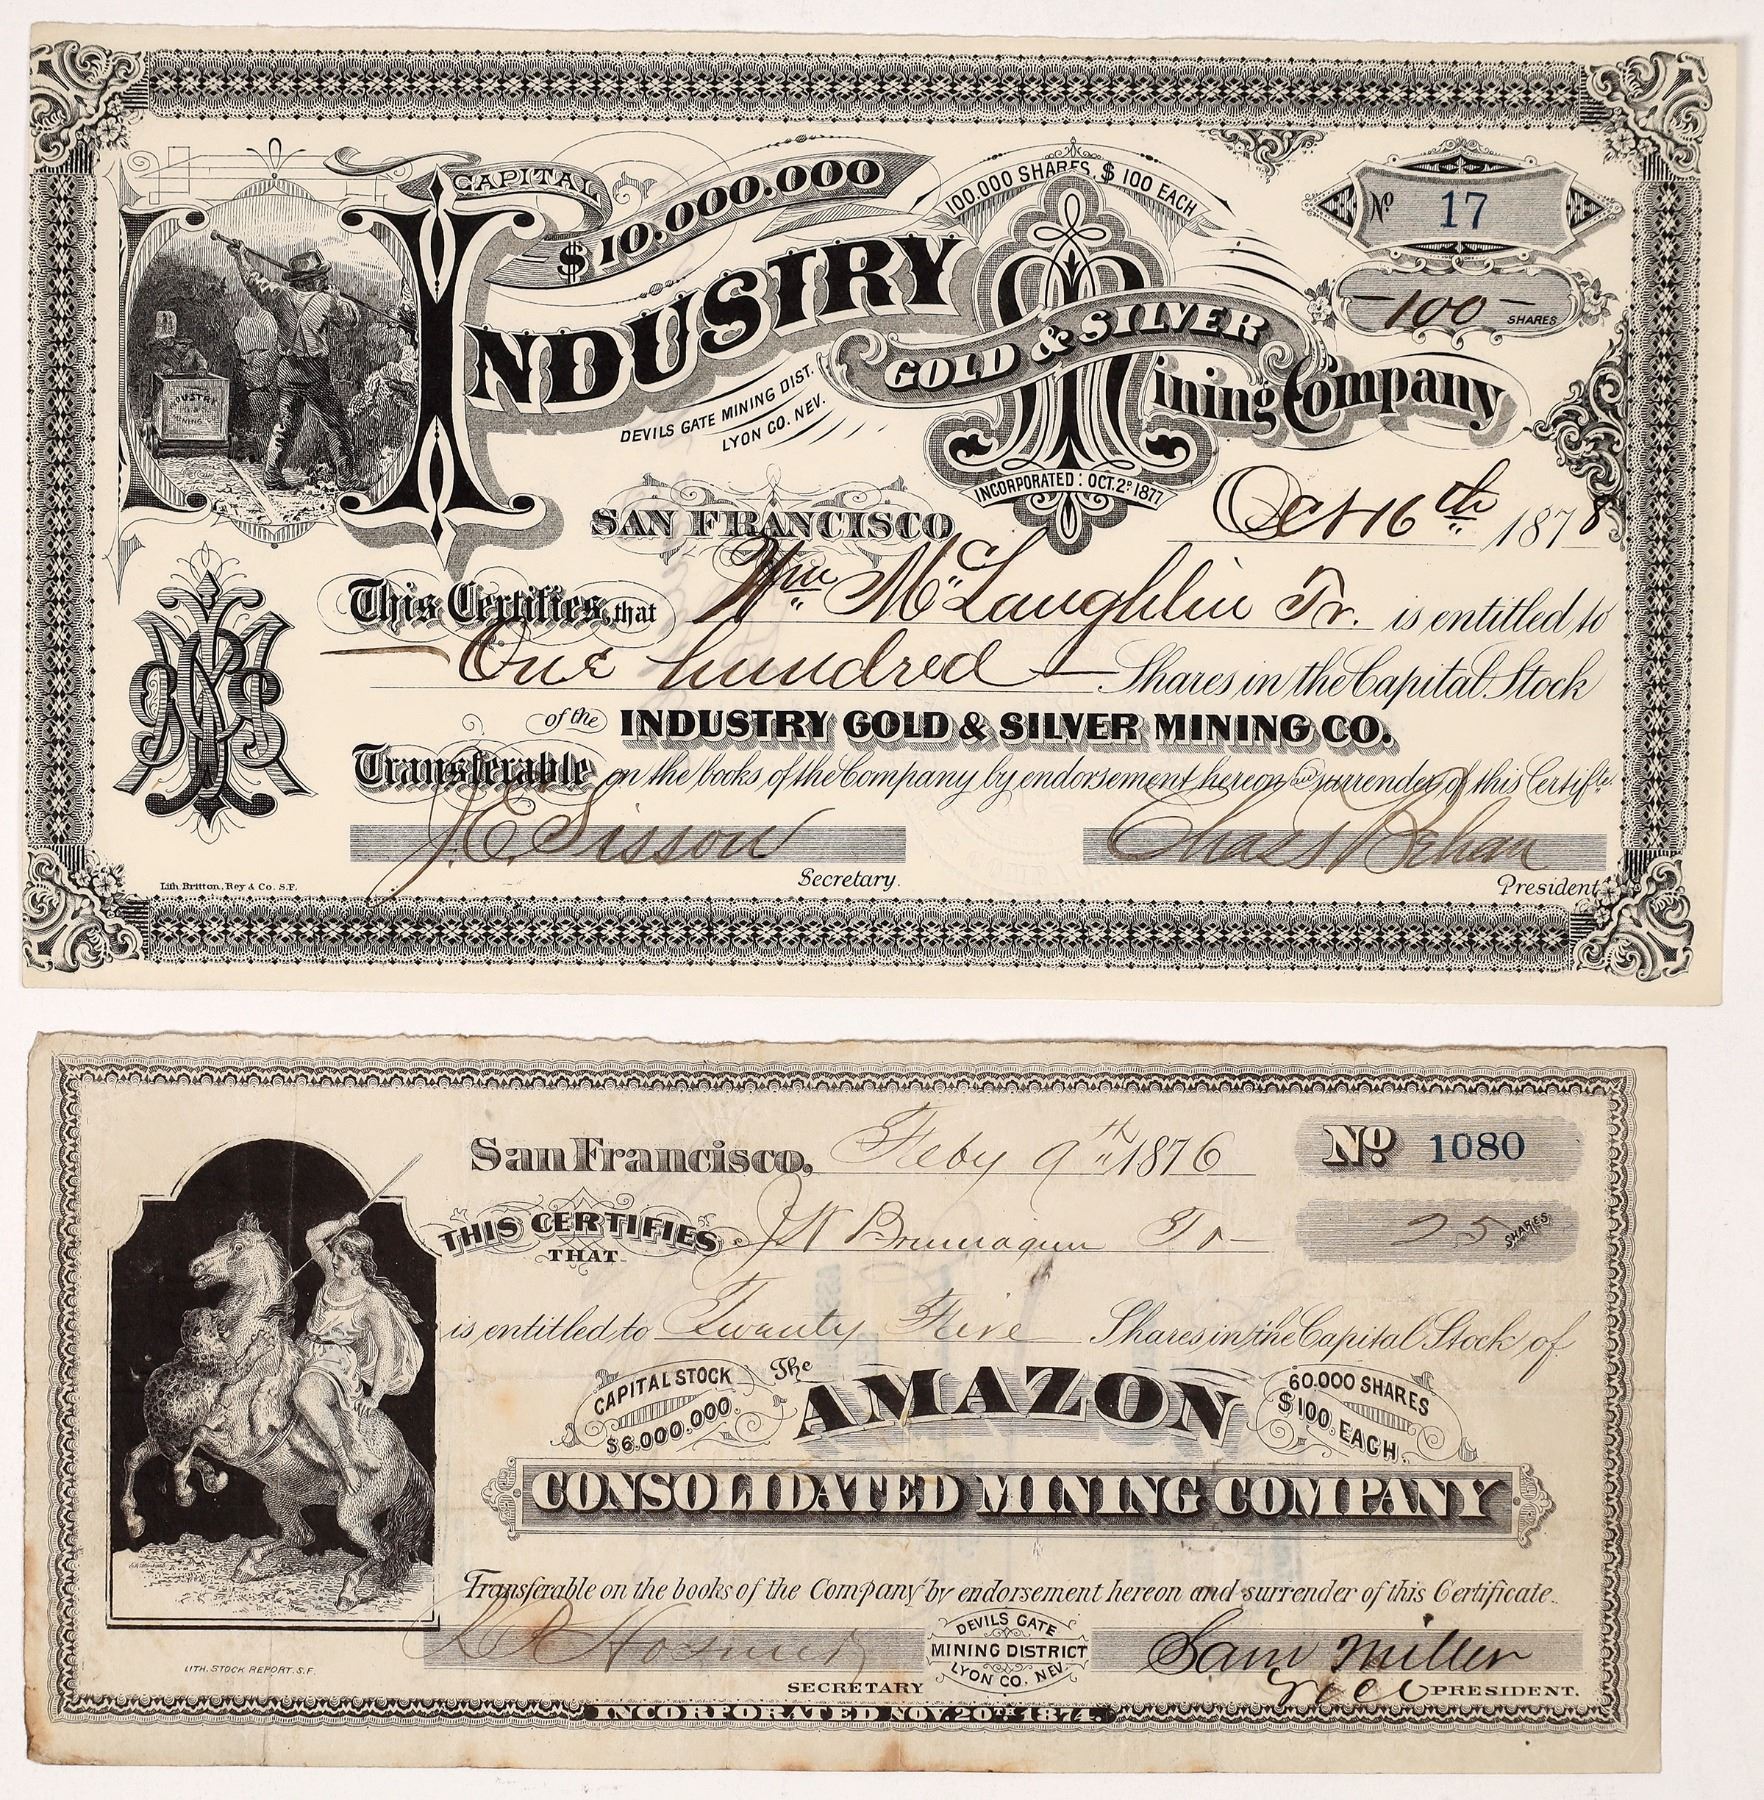 CAPITAL
$10.000.000
100.000 SHARES, $100 EACH
No 17
-100- SHARES
INDUSTRY
GOLD & SILVER
Mining Company
DEVILS GATE MINING DIST.
LYON CO. NEV.
INCORPORATED: OCT. 2D 1877
SAN FRANCISCO Oct 16th 1878
This Certifies, that Wm McLaughlin Tr. is entitled to
One hundred Shares in the Capital Stock
of the INDUSTRY GOLD & SILVER MINING CO.
Transferable on the books of the Company by endorsement hereon and surrender of this Certifte.
J.C. Sisson
Secretary.
President
Lith. Britton, Rey & Co. S.F.
San Francisco, Feby 9th 1876
No 1080
THIS CERTIFIES
THAT
Tr
25 SHARES
is entitled to Twenty Five Shares in the Capital Stock of
CAPITAL STOCK
$6.000.000.
The
AMAZON
60.000 SHARES
$100. EACH.
CONSOLIDATED MINING COMPANY
Transferable on the books of the Company by endorsement hereon and surrender of this Certificate.
DEVILS GATE
MINING DISTRICT
LYON CO. NEV.
Sam Miller
SECRETARY
PRESIDENT.
LITH. STOCK REPORT. S.F.
INCORPORATED NOV. 20TH 1874.